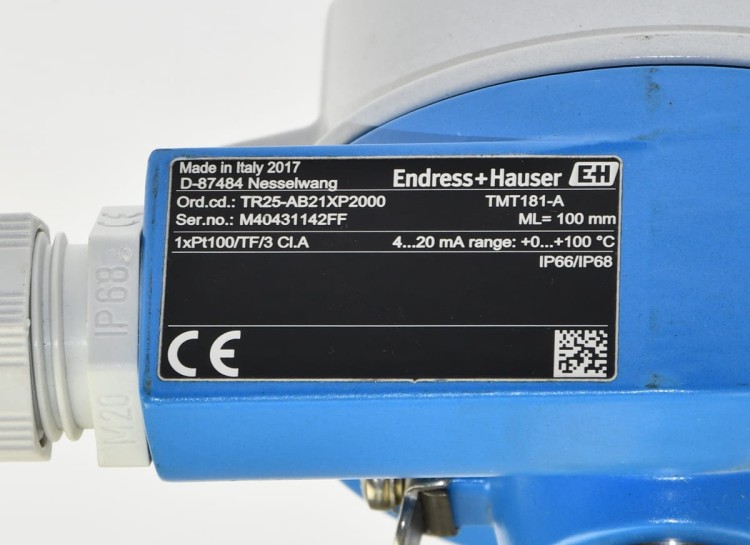 Made in Italy 2017
D-87484 Nesselwang
Endress+Hauser EH
Ord.cd.: TR25-AB21XP2000 TMT181-A
Ser.no.: M40431142FF ML= 100 mm
1xPt100/TF/3 Cl.A 4...20 mA range: +0...+100 °C
IP66/IP68
CE
IP68
M20